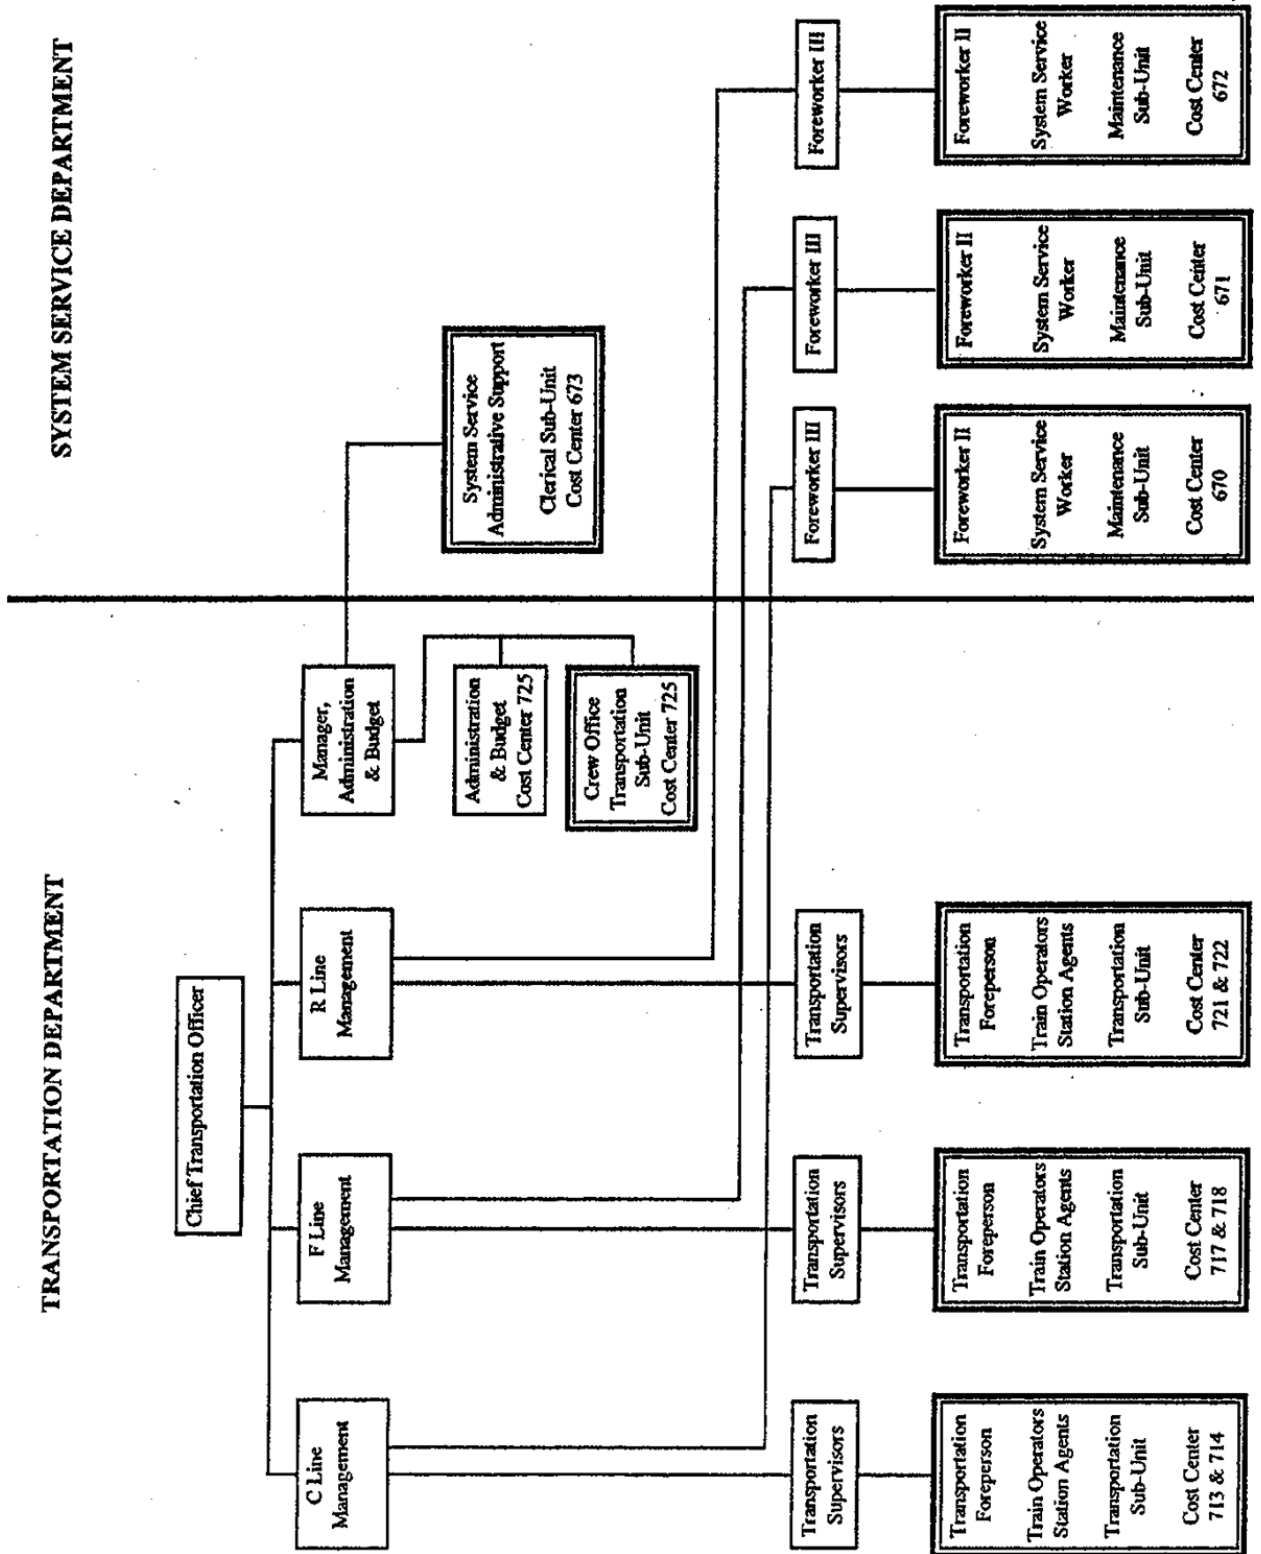 TRANSPORTATION DEPARTMENT
SYSTEM SERVICE DEPARTMENT
Chief Transportation Officer
C Line
Management
F Line
Management
R Line
Management
Manager,
Administration
& Budget
System Service
Administrative Support
Clerical Sub-Unit
Cost Center 673
Administration
& Budget
Cost Center 725
Crew Office
Transportation
Sub-Unit
Cost Center 725
Transportation
Supervisors
Transportation
Supervisors
Transportation
Supervisors
Foreworker III
Foreworker III
Foreworker III
Transportation
Foreperson
Train Operators
Station Agents
Transportation
Sub-Unit
Cost Center
713 & 714
Transportation
Foreperson
Train Operators
Station Agents
Transportation
Sub-Unit
Cost Center
717 & 718
Transportation
Foreperson
Train Operators
Station Agents
Transportation
Sub-Unit
Cost Center
721 & 722
Foreworker II
System Service
Worker
Maintenance
Sub-Unit
Cost Center
670
Foreworker II
System Service
Worker
Maintenance
Sub-Unit
Cost Center
671
Foreworker II
System Service
Worker
Maintenance
Sub-Unit
Cost Center
672